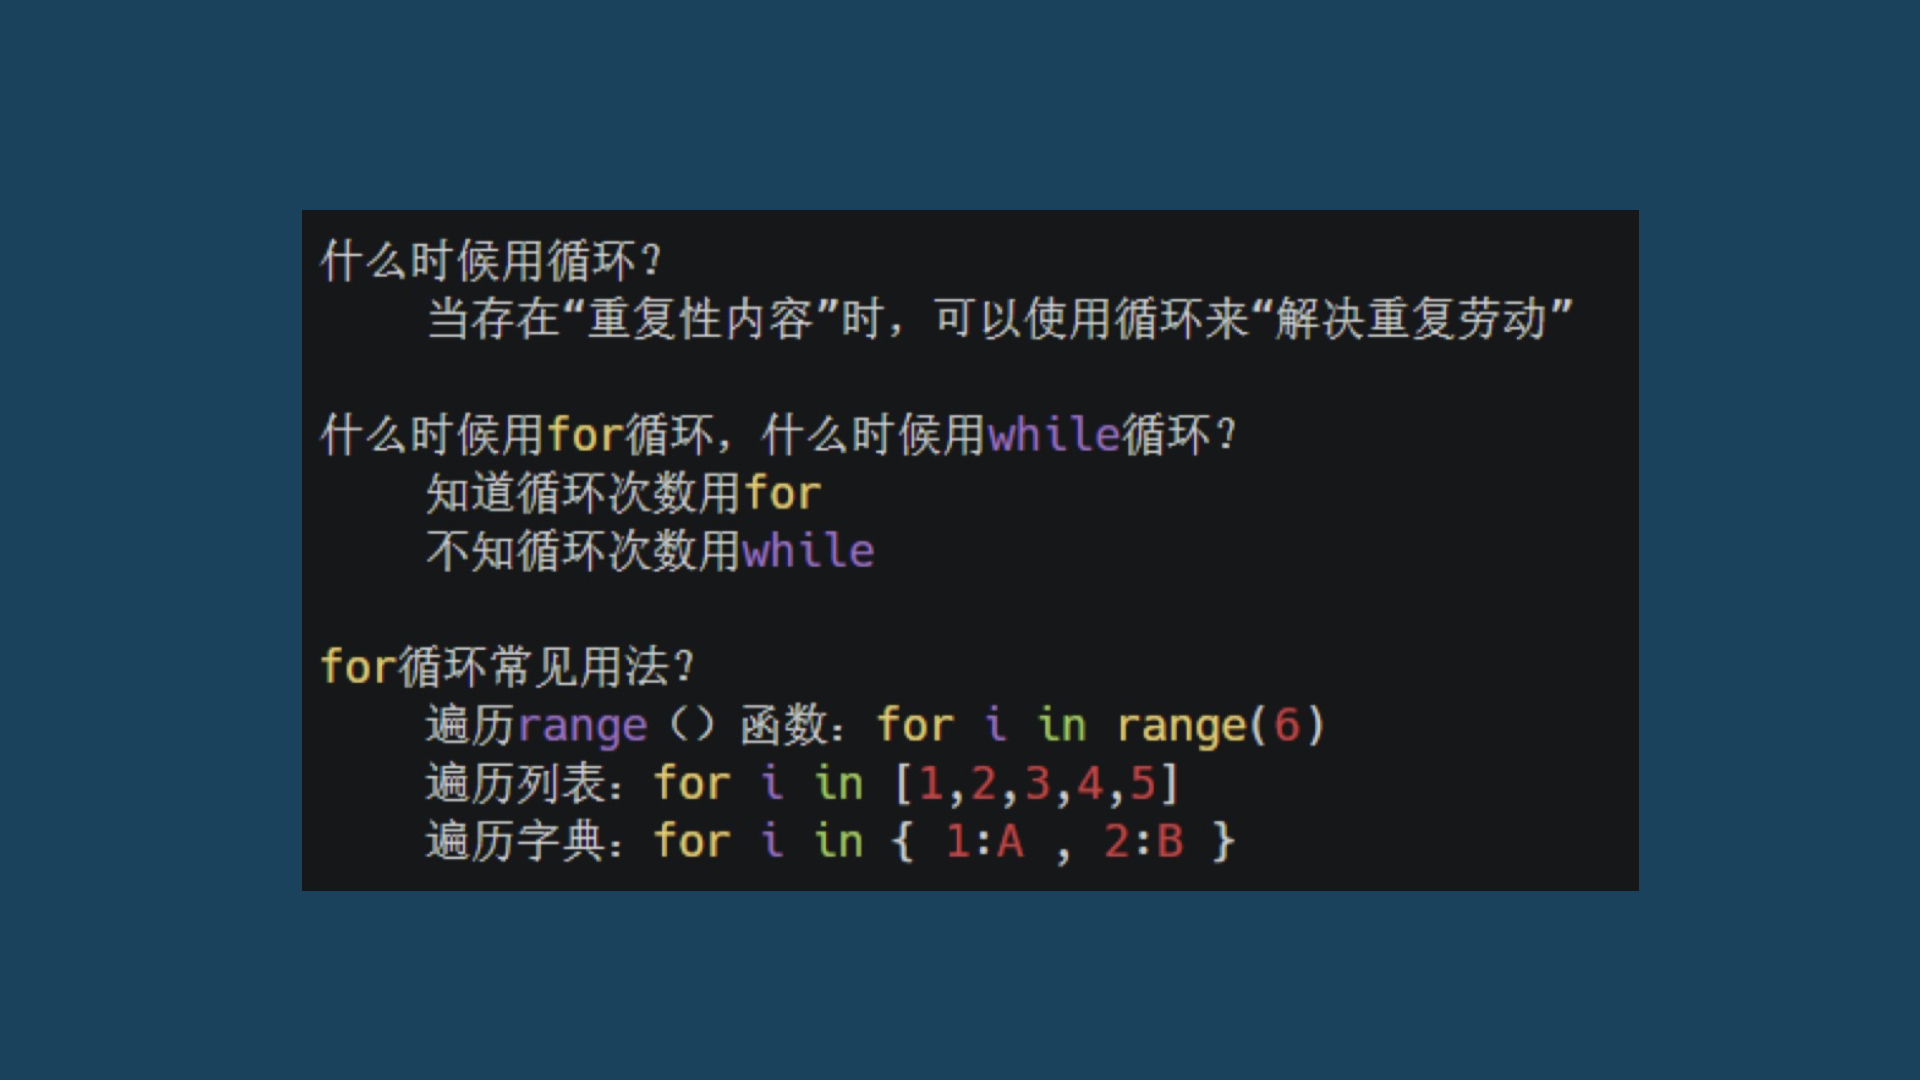 什么时候用循环？
当存在“重复性内容”时，可以使用循环来“解决重复劳动”
什么时候用for循环，什么时候用while循环？
知道循环次数用for
不知循环次数用while
for循环常见用法？
遍历range（）函数：for i in range(6)
遍历列表：for i in [1,2,3,4,5]
遍历字典：for i in { 1:A , 2:B }